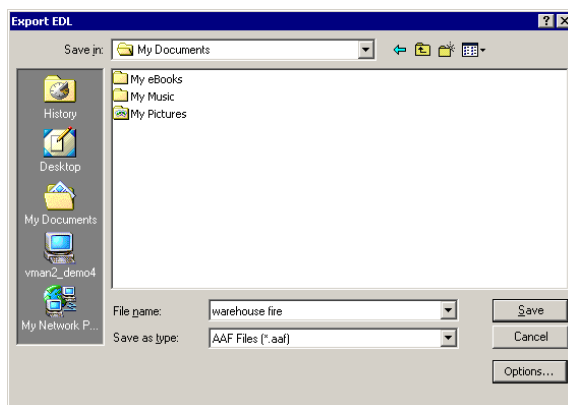 Export EDL
Save in: My Documents
My eBooks
My Music
My Pictures
History
Desktop
My Documents
vman2_demo4
My Network P...
File name: warehouse fire Save
Save as type: AAF Files (*.aaf) Cancel
Options...